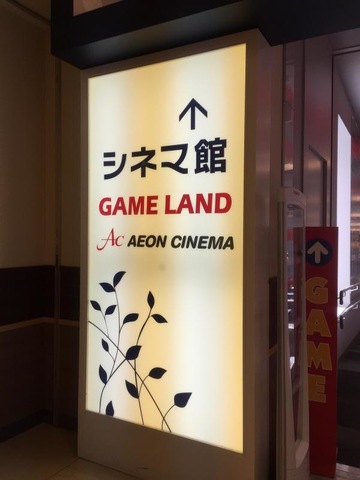 ↑
シネマ館
GAME LAND
Ac AEON CINEMA
↑
GAME